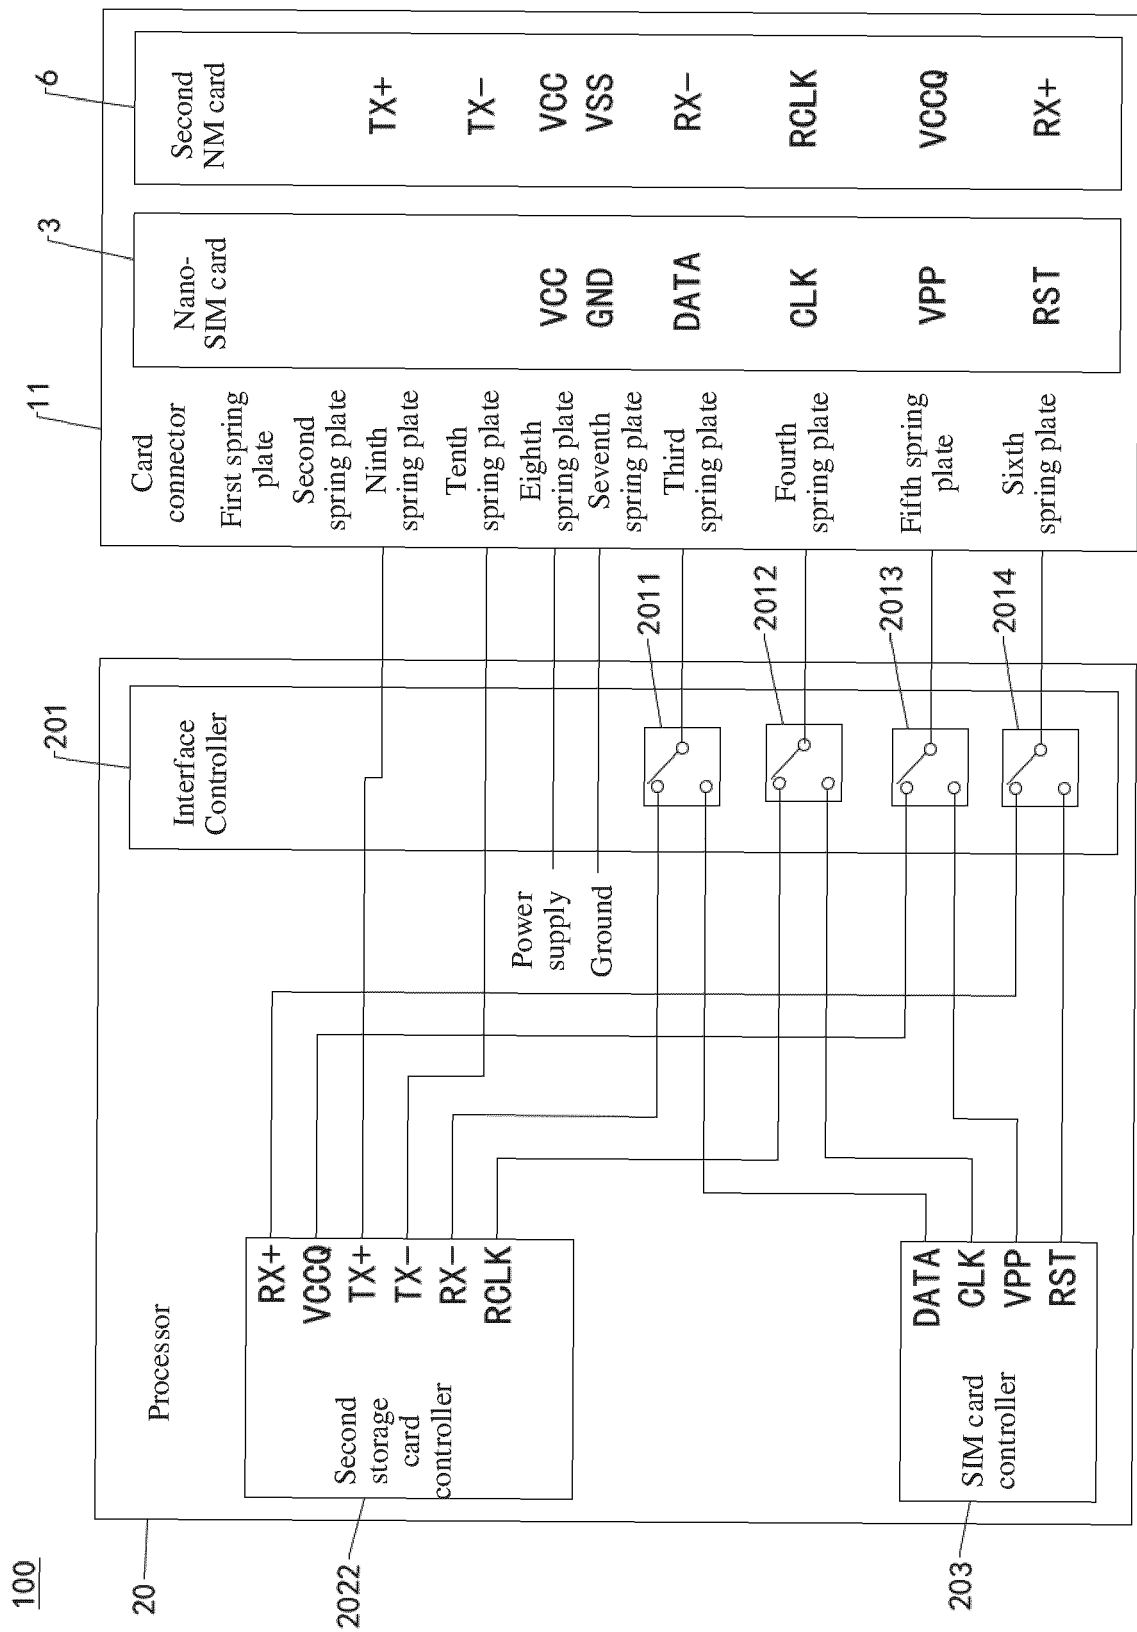 100
20
Processor
2022
Second
storage
card
controller
RX+
VCCQ
TX+
TX-
RX-
RCLK
203
SIM card
controller
DATA
CLK
VPP
RST
201
Interface
Controller
Power
supply
Ground
2011
2012
2013
2014
11
Card
connector
First spring
plate
Second
spring plate
Ninth
spring plate
Tenth
spring plate
Eighth
spring plate
Seventh
spring plate
Third
spring plate
Fourth
spring plate
Fifth spring
plate
Sixth
spring plate
3
Nano-
SIM card
VCC
GND
DATA
CLK
VPP
RST
6
Second
NM card
TX+
TX-
VCC
VSS
RX-
RCLK
VCCQ
RX+